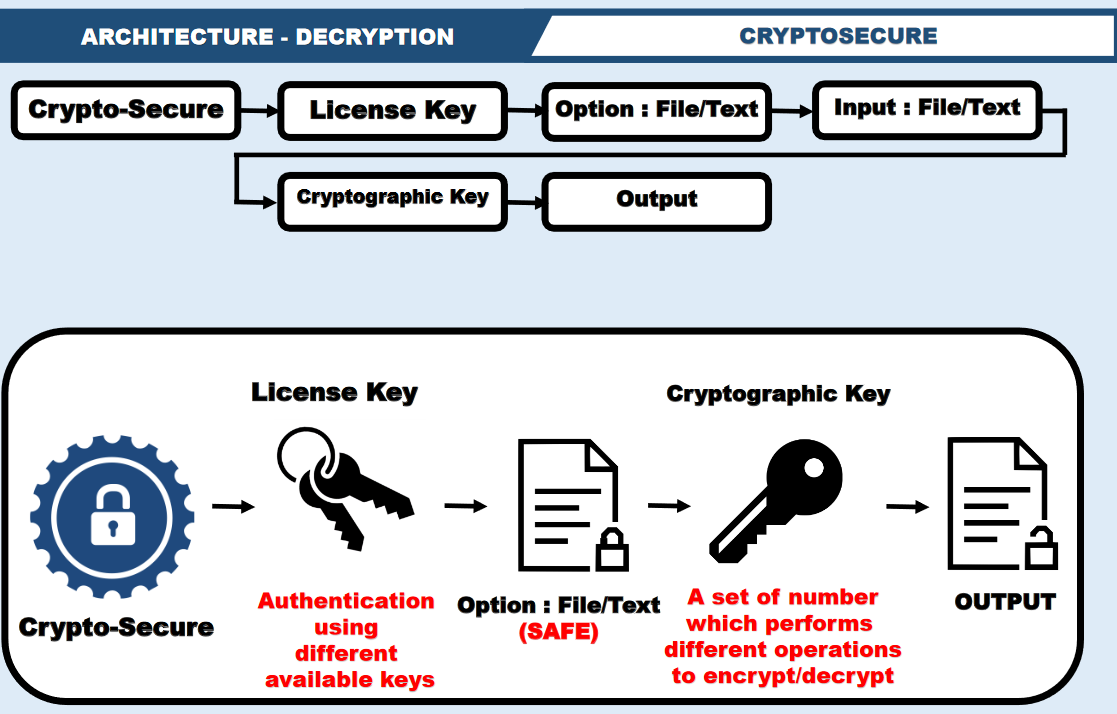 ARCHITECTURE - DECRYPTION
CRYPTOSECURE
Crypto-Secure
License Key
Option : File/Text
Input : File/Text
Cryptographic Key
Output
License Key
Cryptographic Key
Crypto-Secure
Authentication
using
different
available keys
Option : File/Text
(SAFE)
A set of number
which performs
different operations
to encrypt/decrypt
OUTPUT